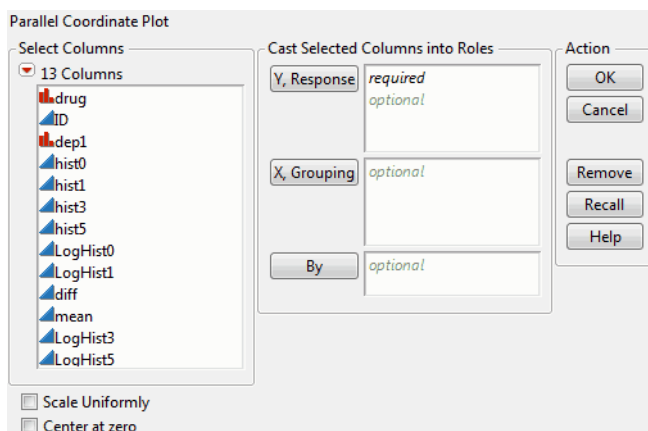 Parallel Coordinate Plot
Select Columns
13 Columns
drug
ID
dep1
hist0
hist1
hist3
hist5
LogHist0
LogHist1
diff
mean
LogHist3
LogHist5
Scale Uniformly
Center at zero
Cast Selected Columns into Roles
Y, Response
required
optional
X, Grouping
optional
By
optional
Action
OK
Cancel
Remove
Recall
Help